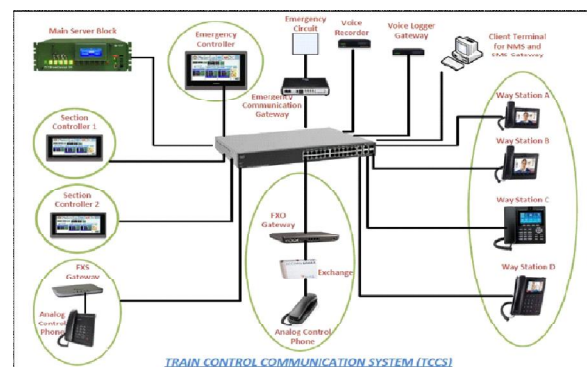 Main Server Block
Emergency
Controller
Emergency
Circuit
Voice
Recorder
Voice Logger
Gateway
Client Terminal
for NMS and
SMS Gateway
Emergency
Communication
Gateway
Section
Controller 1
Section
Controller 2
FXS
Gateway
Analog
Control
Phone
FXO
Gateway
Exchange
Analog Control
Phone
Way Station A
Way Station B
Way Station C
Way Station D
TRAIN CONTROL COMMUNICATION SYSTEM (TCCS)